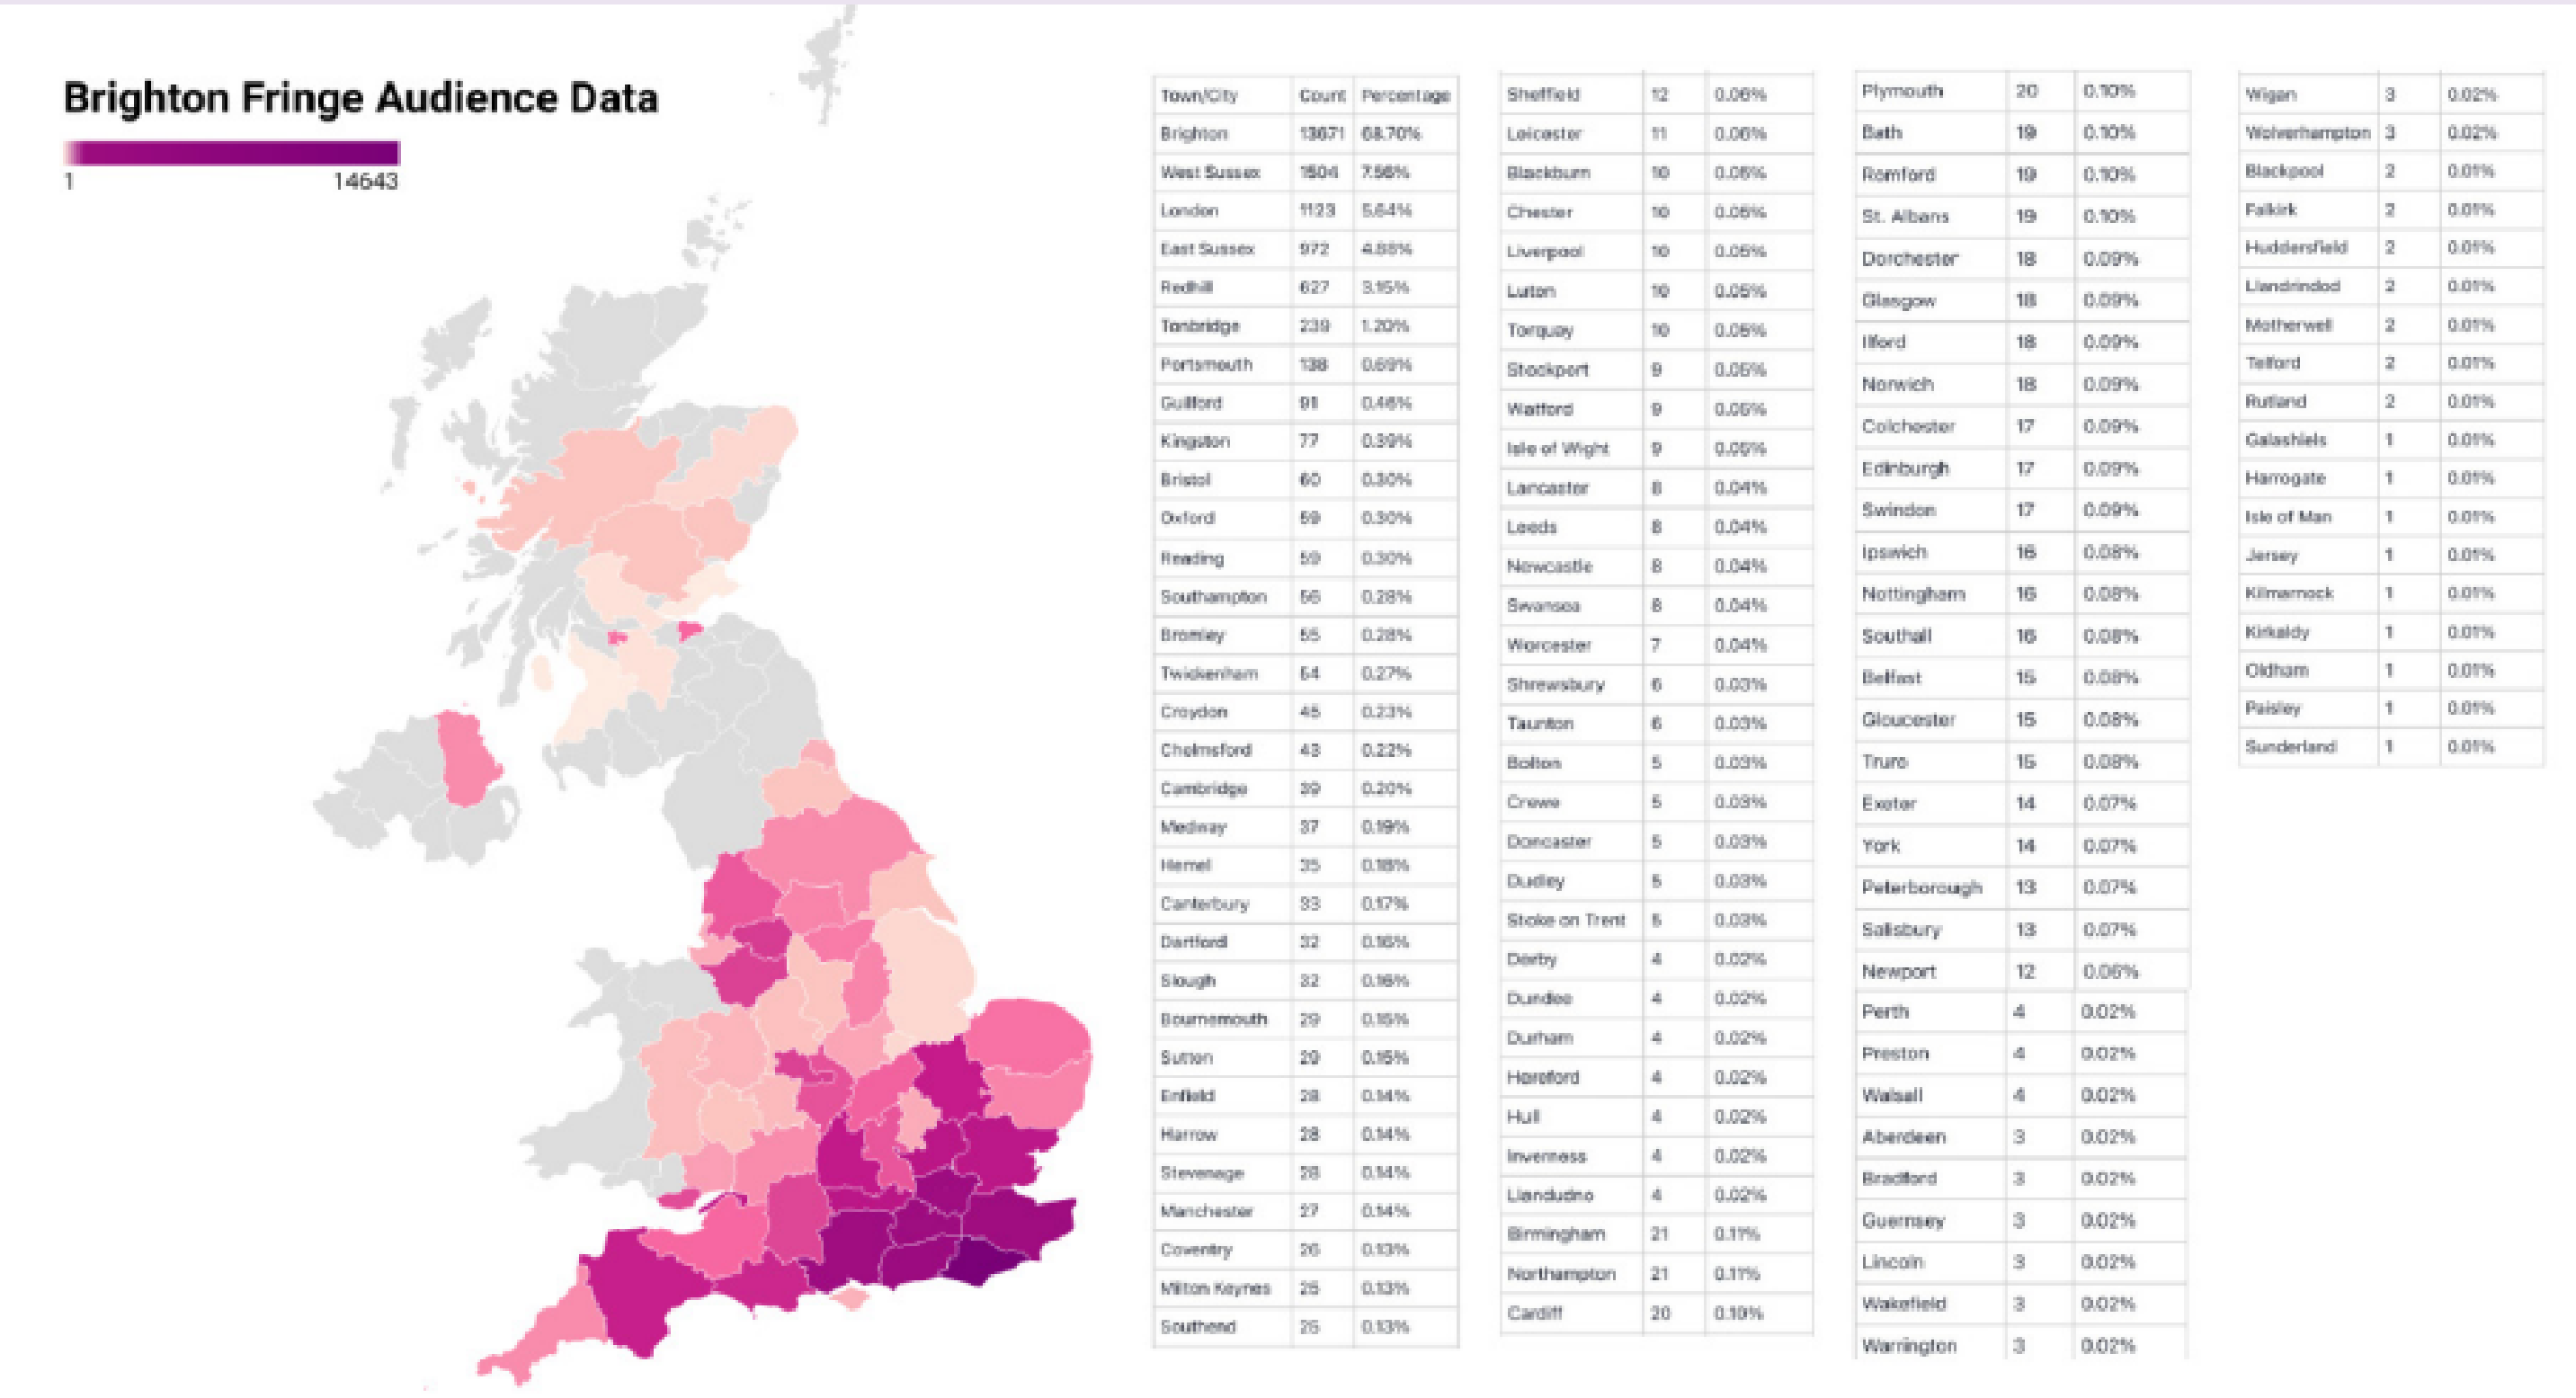 Brighton Fringe Audience Data
1 14643
Town/City Count Percentage
Brighton 13671 68.70%
West Sussex 1504 7.56%
London 1123 5.64%
East Sussex 972 4.88%
Redhill 627 3.15%
Tonbridge 239 1.20%
Portsmouth 138 0.69%
Guilford 91 0.46%
Kingston 77 0.39%
Bristol 60 0.30%
Oxford 59 0.30%
Reading 59 0.30%
Southampton 56 0.28%
Bromley 55 0.28%
Twickenham 54 0.27%
Croydon 45 0.23%
Chelmsford 43 0.22%
Cambridge 39 0.20%
Medway 37 0.19%
Hemel 35 0.18%
Canterbury 33 0.17%
Dartford 32 0.16%
Slough 32 0.16%
Bournemouth 29 0.15%
Sutton 29 0.15%
Enfield 28 0.14%
Harrow 28 0.14%
Stevenage 28 0.14%
Manchester 27 0.14%
Coventry 26 0.13%
Milton Keynes 25 0.13%
Southend 25 0.13%
Sheffield 12 0.06%
Leicester 11 0.06%
Blackburn 10 0.05%
Chester 10 0.05%
Liverpool 10 0.05%
Luton 10 0.05%
Torquay 10 0.05%
Stockport 9 0.05%
Watford 9 0.05%
Isle of Wight 9 0.05%
Lancaster 8 0.04%
Leeds 8 0.04%
Newcastle 8 0.04%
Swansea 8 0.04%
Worcester 7 0.04%
Shrewsbury 6 0.03%
Taunton 6 0.03%
Bolton 5 0.03%
Crewe 5 0.03%
Doncaster 5 0.03%
Dudley 5 0.03%
Stoke on Trent 5 0.03%
Derby 4 0.02%
Dundee 4 0.02%
Durham 4 0.02%
Hereford 4 0.02%
Hull 4 0.02%
Inverness 4 0.02%
Llandudno 4 0.02%
Birmingham 21 0.11%
Northampton 21 0.11%
Cardiff 20 0.10%
Plymouth 20 0.10%
Bath 19 0.10%
Romford 19 0.10%
St. Albans 19 0.10%
Dorchester 18 0.09%
Glasgow 18 0.09%
Ilford 18 0.09%
Norwich 18 0.09%
Colchester 17 0.09%
Edinburgh 17 0.09%
Swindon 17 0.09%
Ipswich 16 0.08%
Nottingham 16 0.08%
Southall 16 0.08%
Belfast 15 0.08%
Gloucester 15 0.08%
Truro 15 0.08%
Exeter 14 0.07%
York 14 0.07%
Peterborough 13 0.07%
Salisbury 13 0.07%
Newport 12 0.06%
Perth 4 0.02%
Preston 4 0.02%
Walsall 4 0.02%
Aberdeen 3 0.02%
Bradford 3 0.02%
Guernsey 3 0.02%
Lincoln 3 0.02%
Wakefield 3 0.02%
Warrington 3 0.02%
Wigan 3 0.02%
Wolverhampton 3 0.02%
Blackpool 2 0.01%
Falkirk 2 0.01%
Huddersfield 2 0.01%
Llandrindod 2 0.01%
Motherwell 2 0.01%
Telford 2 0.01%
Rutland 2 0.01%
Galashiels 1 0.01%
Harrogate 1 0.01%
Isle of Man 1 0.01%
Jersey 1 0.01%
Kilmarnock 1 0.01%
Kirkaldy 1 0.01%
Oldham 1 0.01%
Paisley 1 0.01%
Sunderland 1 0.01%